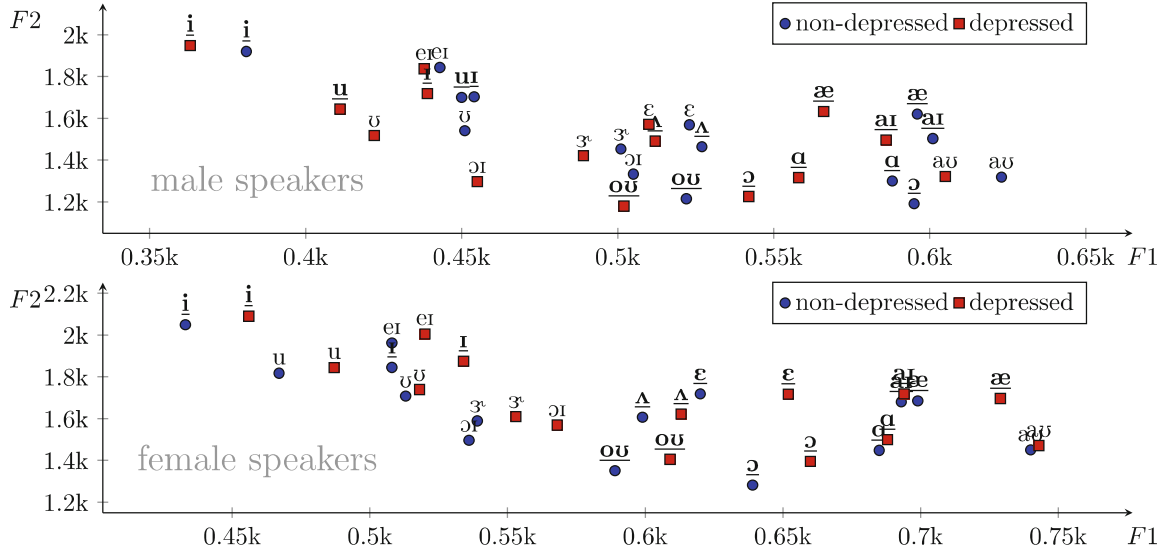 F2
2k
1.8k
1.6k
1.4k
1.2k
non-depressed depressed
i i eɪ eɪ
ɪ u ɪ
u ʊ ʊ
ɔɪ
ɝ ɝ ɔɪ
oʊ oʊ
ɛ ʌ ɛ ʌ
æ æ
aɪ aɪ
ɑ ɑ aʊ aʊ
ɔ ɔ
male speakers
0.35k 0.4k 0.45k 0.5k 0.55k 0.6k 0.65k F1
F2
2.2k
2k
1.8k
1.6k
1.4k
1.2k
non-depressed depressed
i i
eɪ eɪ
u u ɪ ɪ
ʊ ʊ
ɝ ɝ ɔɪ
ɔɪ
ɛ ɛ aɪ æ
aɪ æ
ʌ ʌ
ɑ ɑ
oʊ oʊ
ɔ ɔ
aʊ aʊ
female speakers
0.45k 0.5k 0.55k 0.6k 0.65k 0.7k 0.75k F1